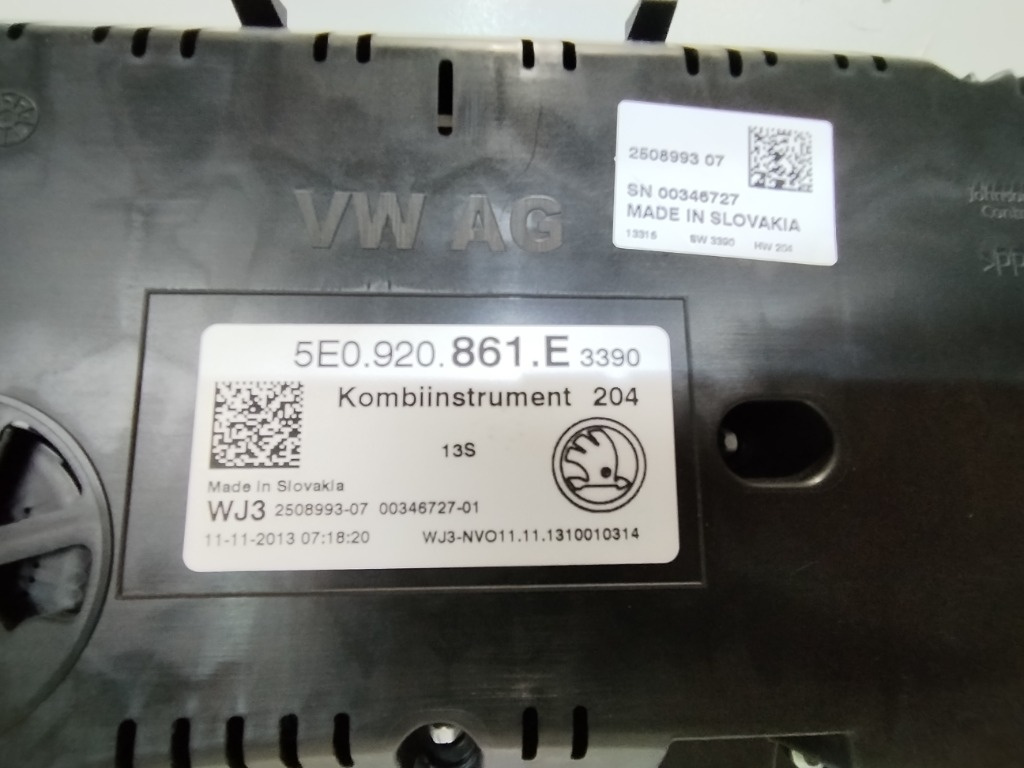 2508993 07
SN 00346727
MADE IN SLOVAKIA
13316 SW 3390 HW 204
VW AG
5E0.920.861.E 3390
Kombiinstrument 204
13S
Made in Slovakia
WJ3 2508993-07 00346727-01
11-11-2013 07:18:20 WJ3-NVO11.11.1310010314